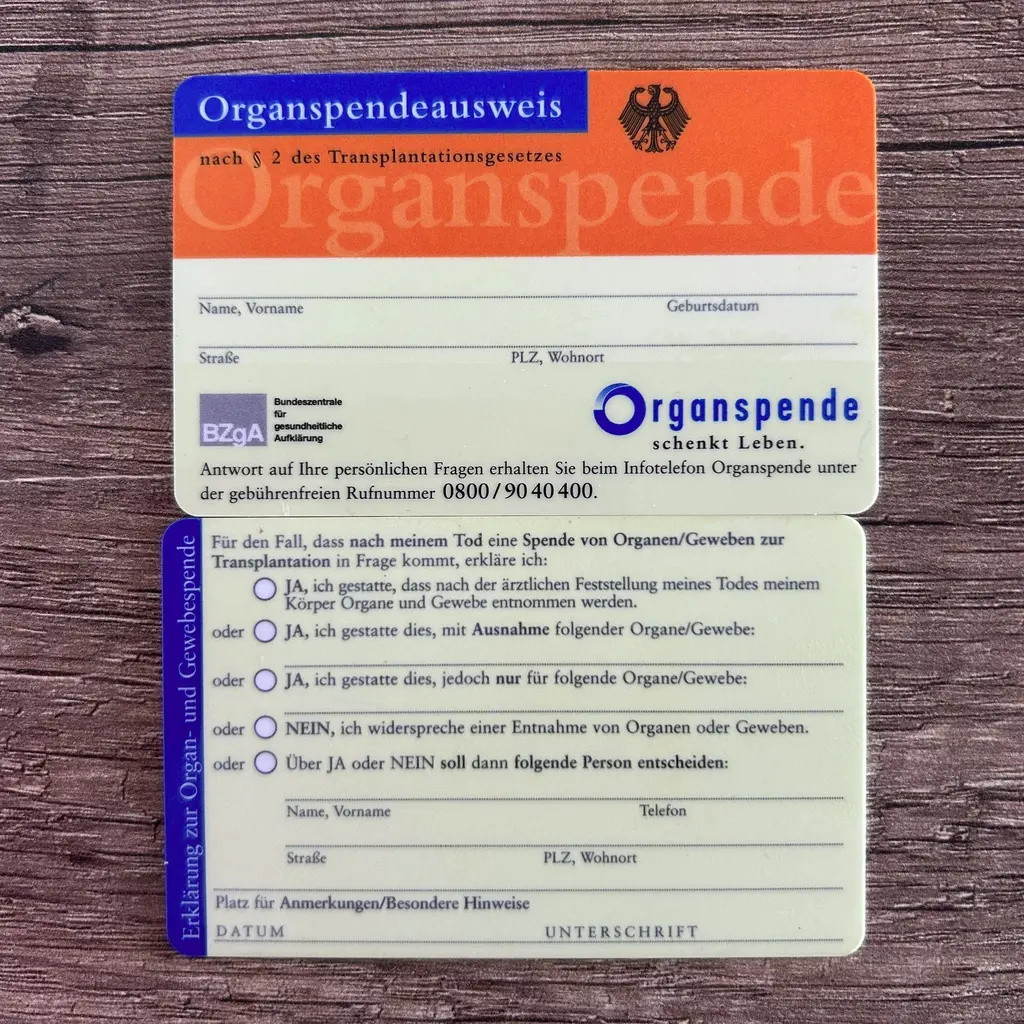 Organspendeausweis
nach § 2 des Transplantationsgesetzes
Organspende
Name, Vorname Geburtsdatum
Straße PLZ, Wohnort
BZgA
Bundeszentrale
für
gesundheitliche
Aufklärung
Organspende
schenkt Leben.
Antwort auf Ihre persönlichen Fragen erhalten Sie beim Infotelefon Organspende unter
der gebührenfreien Rufnummer 0800/90 40 400.
Erklärung zur Organ- und Gewebespende
Für den Fall, dass nach meinem Tod eine Spende von Organen/Geweben zur
Transplantation in Frage kommt, erkläre ich:
JA, ich gestatte, dass nach der ärztlichen Feststellung meines Todes meinem
Körper Organe und Gewebe entnommen werden.
oder JA, ich gestatte dies, mit Ausnahme folgender Organe/Gewebe:
oder JA, ich gestatte dies, jedoch nur für folgende Organe/Gewebe:
oder NEIN, ich widerspreche einer Entnahme von Organen oder Geweben.
oder Über JA oder NEIN soll dann folgende Person entscheiden:
Name, Vorname Telefon
Straße PLZ, Wohnort
Platz für Anmerkungen/Besondere Hinweise
DATUM UNTERSCHRIFT